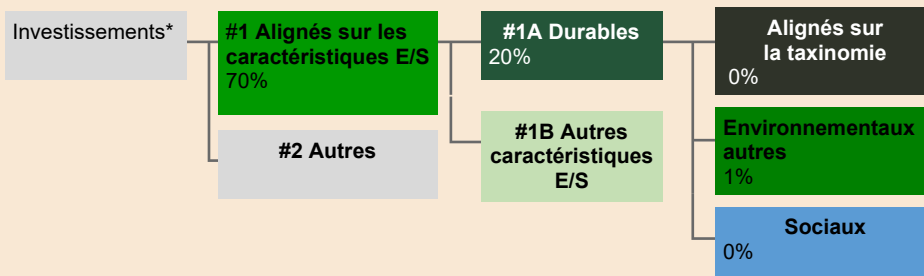 Investissements*
#1 Alignés sur les
caractéristiques E/S
70%
#2 Autres
#1A Durables
20%
#1B Autres
caractéristiques
E/S
Alignés sur
la taxinomie
0%
Environnementaux
autres
1%
Sociaux
0%